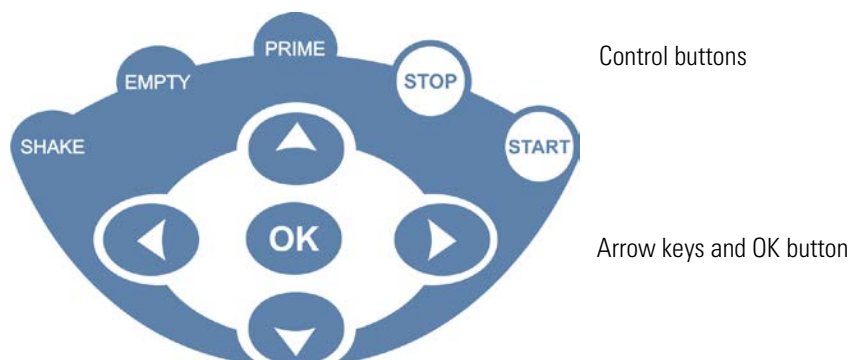 PRIME
EMPTY
STOP
Control buttons
SHAKE
START
OK
Arrow keys and OK button